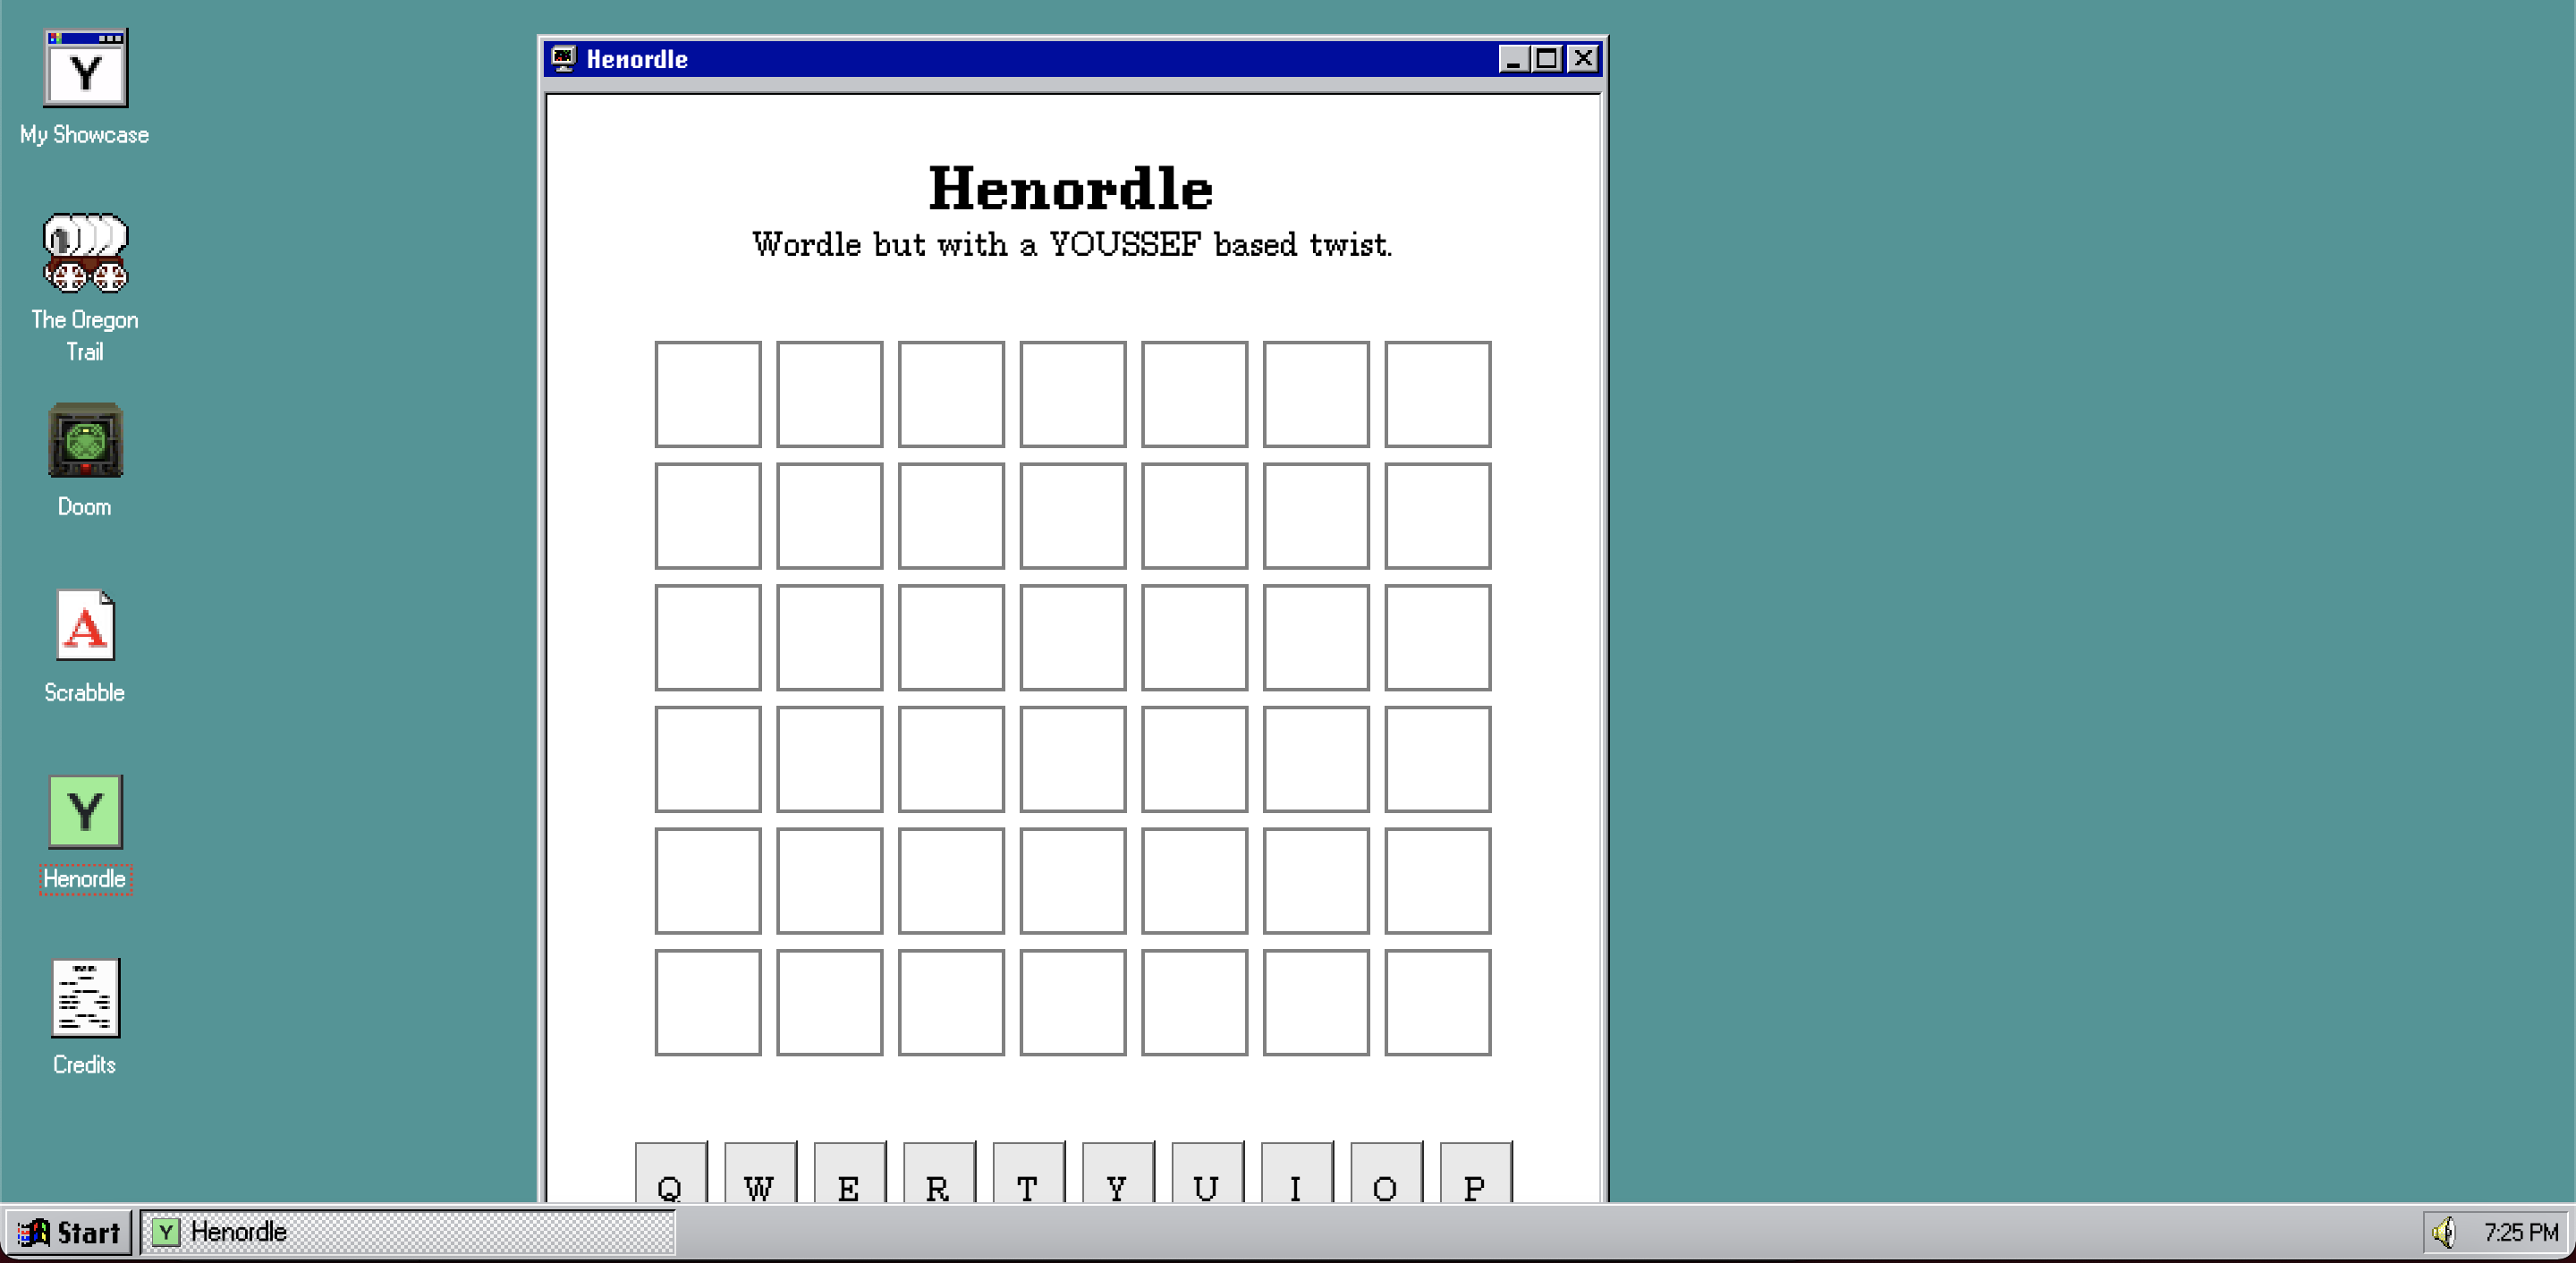 Y
My Showcase
The Oregon
Trail
Doom
A
Scrabble
Y
Henordle
Credits
Henordle
Henordle
Wordle but with a YOUSSEF based twist.
Q W E R T Y U I O P
Start
Y Henordle
7:25 PM